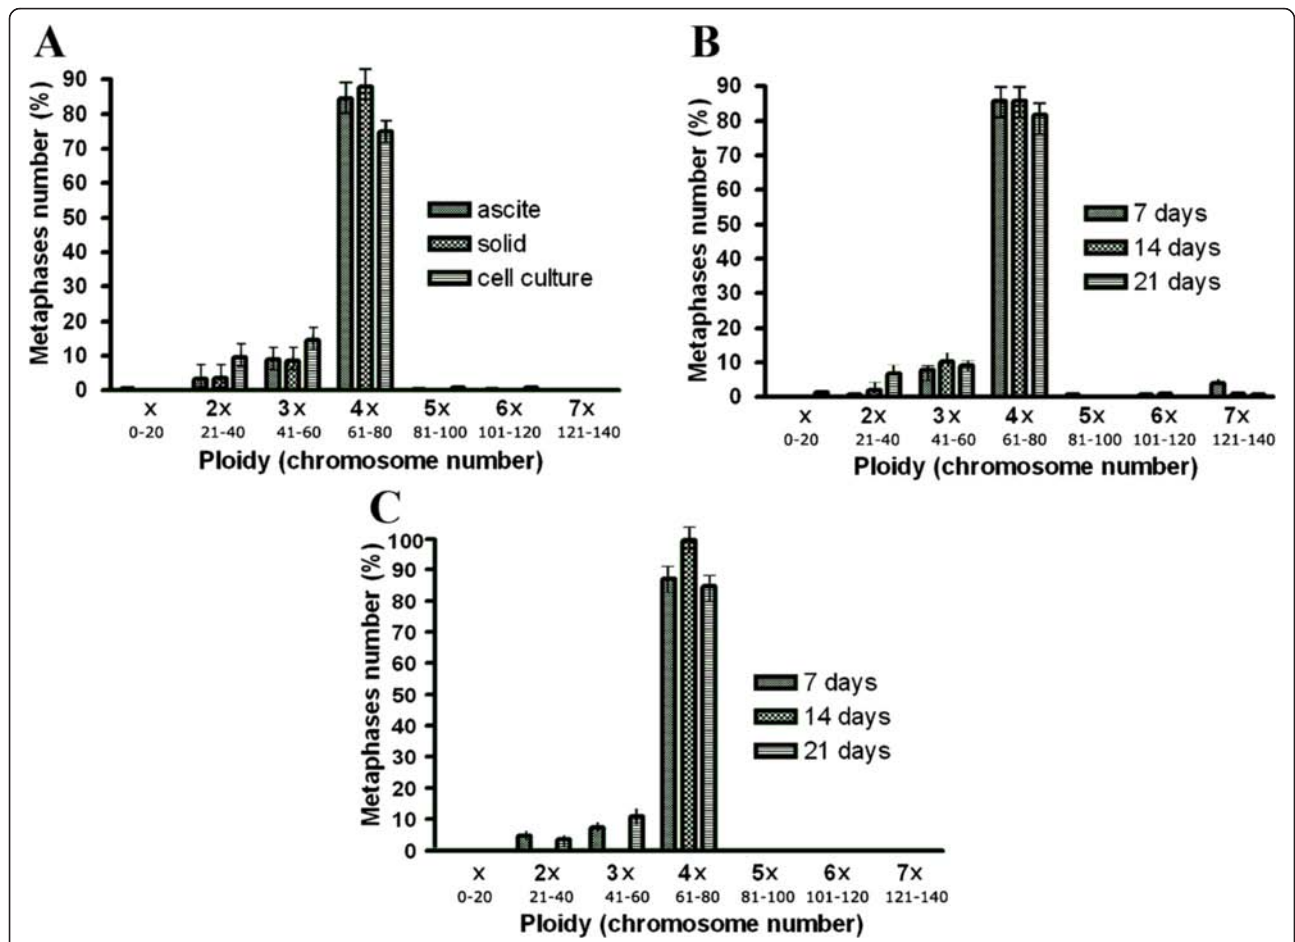 A
Metaphases number (%)
90
80
70
60
50
40
30
20
10
0
ascite
solid
cell culture
x 2x 3x 4x 5x 6x 7x
0-20 21-40 41-60 61-80 81-100 101-120 121-140
Ploidy (chromosome number)
B
Metaphases number (%)
90
80
70
60
50
40
30
20
10
0
7 days
14 days
21 days
x 2x 3x 4x 5x 6x 7x
0-20 21-40 41-60 61-80 81-100 101-120 121-140
Ploidy (chromosome number)
C
Metaphases number (%)
100
90
80
70
60
50
40
30
20
10
0
7 days
14 days
21 days
x 2x 3x 4x 5x 6x 7x
0-20 21-40 41-60 61-80 81-100 101-120 121-140
Ploidy (chromosome number)